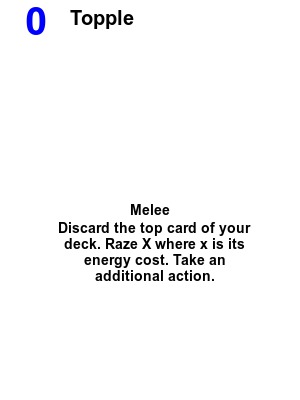 0 Topple
Melee
Discard the top card of your
deck. Raze X where x is its
energy cost. Take an
additional action.